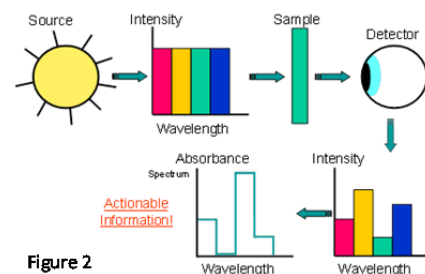 Source
Intensity
Wavelength
Sample
Detector
Absorbance
Spectrum
Wavelength
Intensity
Wavelength
Actionable
Information!
Figure 2